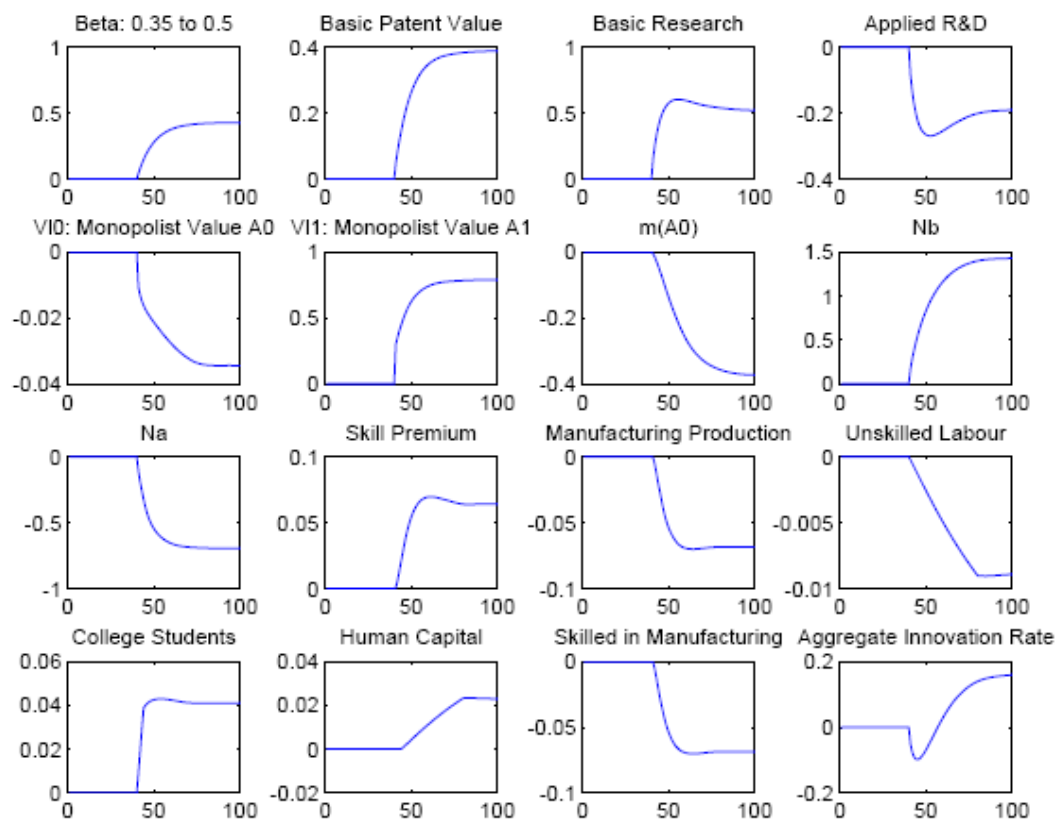 Beta: 0.35 to 0.5 Basic Patent Value Basic Research Applied R&D
1 0.4 1 0
0.5 0.2 0.5 -0.2
0 0 0 -0.4
0 50 100 0 50 100 0 50 100 0 50 100
VI0: Monopolist Value A0 VI1: Monopolist Value A1 m(A0) Nb
0 1 0 1.5
-0.02 0.5 -0.2 1
0.5
-0.04 0 -0.4 0
0 50 100 0 50 100 0 50 100 0 50 100
Na Skill Premium Manufacturing Production Unskilled Labour
0 0.1 0 0
-0.5 0.05 -0.05 -0.005
-1 0 -0.1 -0.01
0 50 100 0 50 100 0 50 100 0 50 100
College Students Human Capital Skilled in Manufacturing Aggregate Innovation Rate
0.06 0.04 0 0.2
0.04 0.02 -0.05 0
0.02 0
0 -0.02 -0.1 -0.2
0 50 100 0 50 100 0 50 100 0 50 100